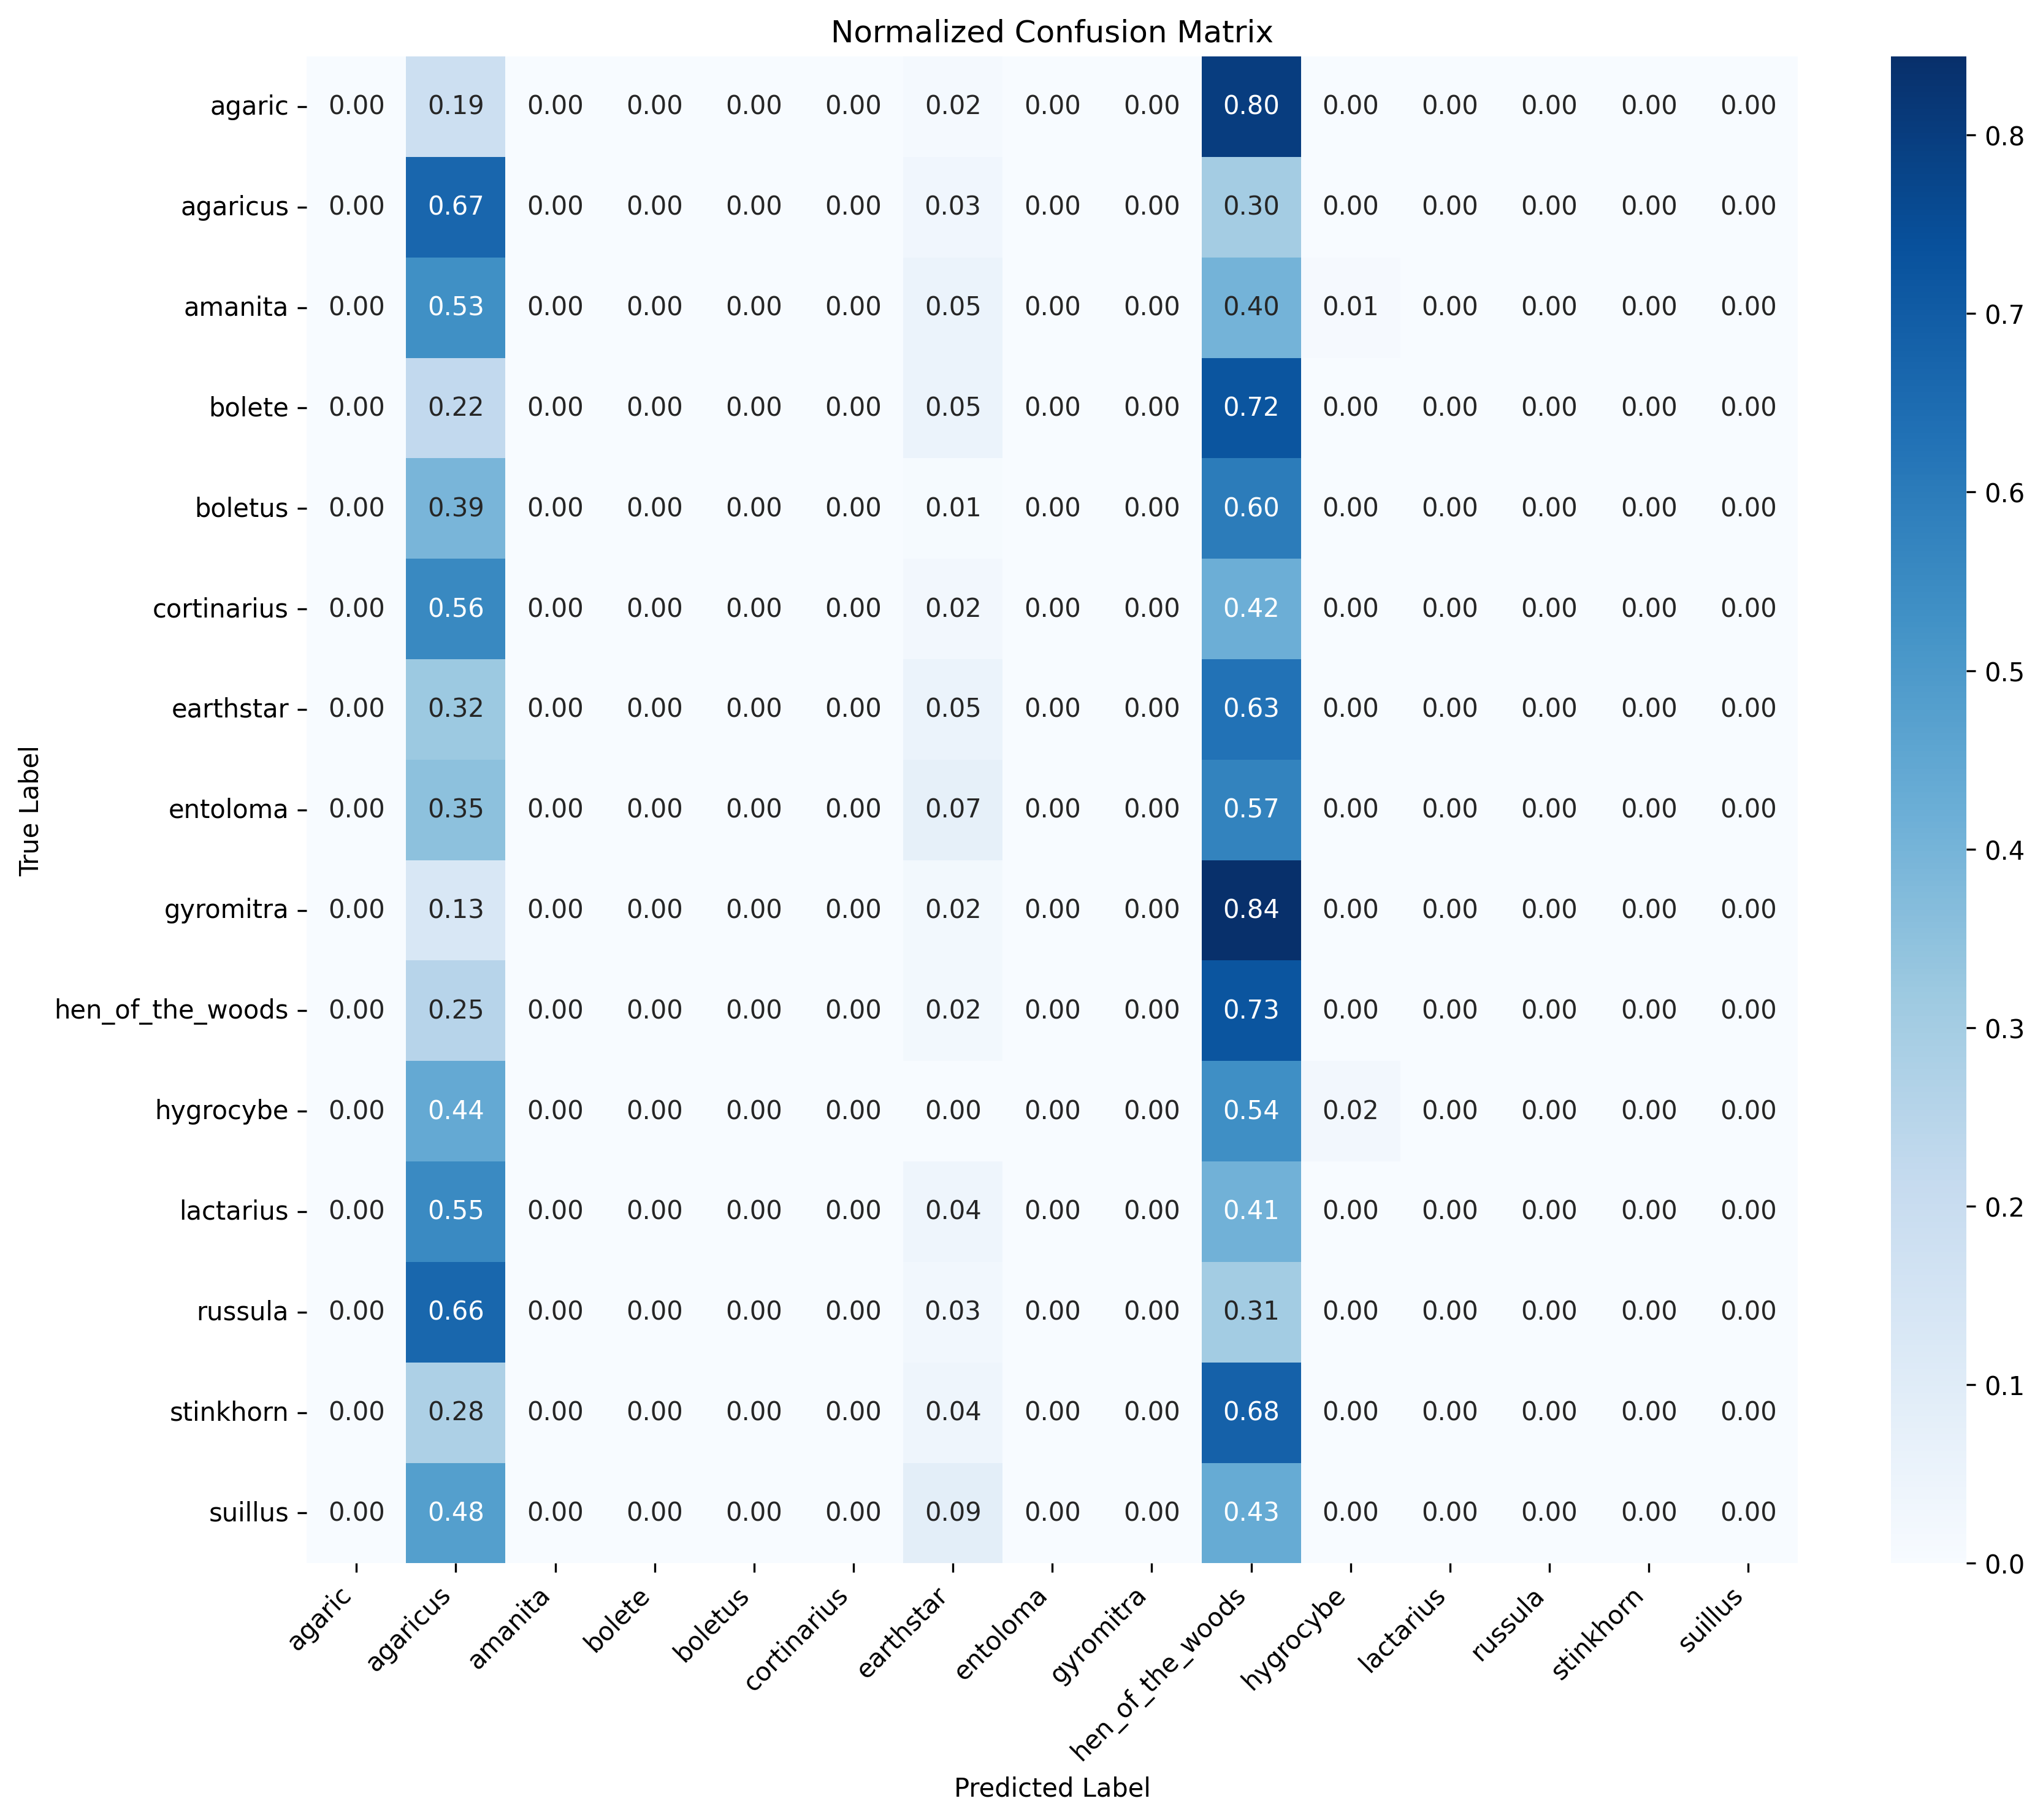 Normalized Confusion Matrix
agaric 0.00 0.19 0.00 0.00 0.00 0.00 0.02 0.00 0.00 0.80 0.00 0.00 0.00 0.00 0.00
agaricus 0.00 0.67 0.00 0.00 0.00 0.00 0.03 0.00 0.00 0.30 0.00 0.00 0.00 0.00 0.00
amanita 0.00 0.53 0.00 0.00 0.00 0.00 0.05 0.00 0.00 0.40 0.01 0.00 0.00 0.00 0.00
bolete 0.00 0.22 0.00 0.00 0.00 0.00 0.05 0.00 0.00 0.72 0.00 0.00 0.00 0.00 0.00
boletus 0.00 0.39 0.00 0.00 0.00 0.00 0.01 0.00 0.00 0.60 0.00 0.00 0.00 0.00 0.00
cortinarius 0.00 0.56 0.00 0.00 0.00 0.00 0.02 0.00 0.00 0.42 0.00 0.00 0.00 0.00 0.00
earthstar 0.00 0.32 0.00 0.00 0.00 0.00 0.05 0.00 0.00 0.63 0.00 0.00 0.00 0.00 0.00
entoloma 0.00 0.35 0.00 0.00 0.00 0.00 0.07 0.00 0.00 0.57 0.00 0.00 0.00 0.00 0.00
gyromitra 0.00 0.13 0.00 0.00 0.00 0.00 0.02 0.00 0.00 0.84 0.00 0.00 0.00 0.00 0.00
hen_of_the_woods 0.00 0.25 0.00 0.00 0.00 0.00 0.02 0.00 0.00 0.73 0.00 0.00 0.00 0.00 0.00
hygrocybe 0.00 0.44 0.00 0.00 0.00 0.00 0.00 0.00 0.00 0.54 0.02 0.00 0.00 0.00 0.00
lactarius 0.00 0.55 0.00 0.00 0.00 0.00 0.04 0.00 0.00 0.41 0.00 0.00 0.00 0.00 0.00
russula 0.00 0.66 0.00 0.00 0.00 0.00 0.03 0.00 0.00 0.31 0.00 0.00 0.00 0.00 0.00
stinkhorn 0.00 0.28 0.00 0.00 0.00 0.00 0.04 0.00 0.00 0.68 0.00 0.00 0.00 0.00 0.00
suillus 0.00 0.48 0.00 0.00 0.00 0.00 0.09 0.00 0.00 0.43 0.00 0.00 0.00 0.00 0.00
True Label
agaric agaricus amanita bolete boletus cortinarius earthstar entoloma gyromitra hen_of_the_woods hygrocybe lactarius russula stinkhorn suillus
Predicted Label
0.8
0.7
0.6
0.5
0.4
0.3
0.2
0.1
0.0